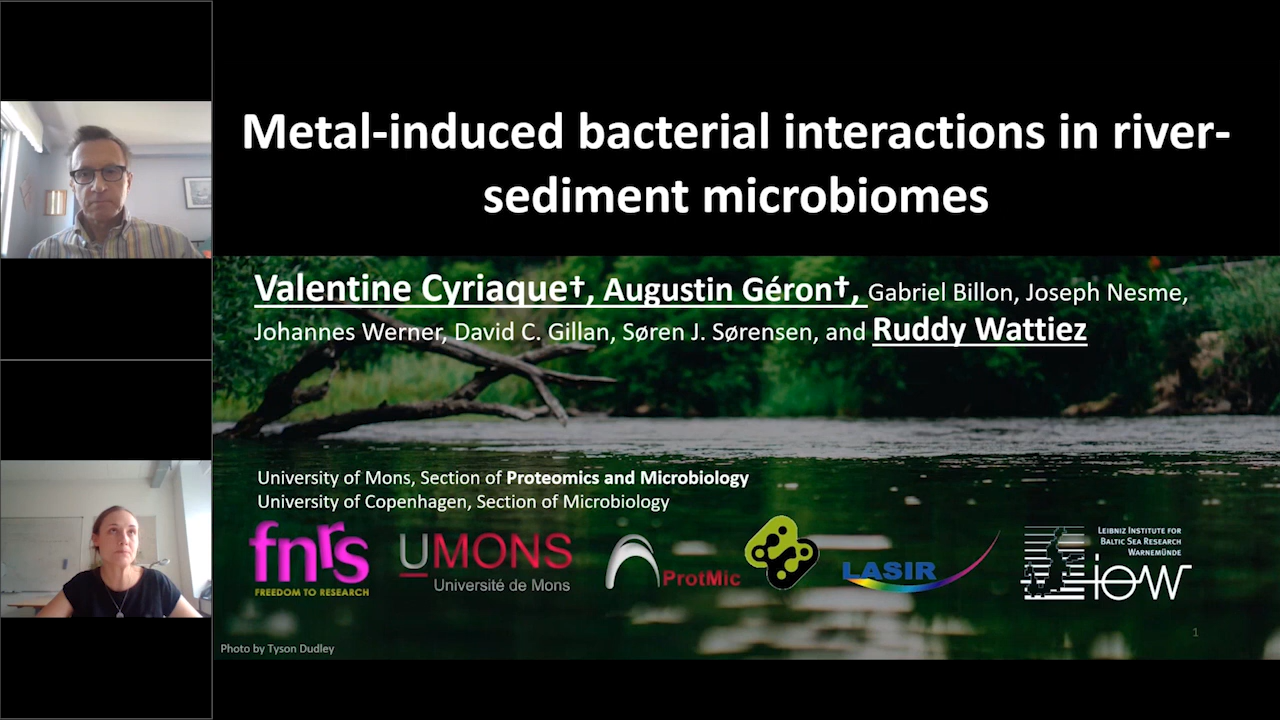 Metal-induced bacterial interactions in river-
sediment microbiomes
Valentine Cyriaque†, Augustin Géron†, Gabriel Billon, Joseph Nesme,
Johannes Werner, David C. Gillan, Søren J. Sørensen, and Ruddy Wattiez
University of Mons, Section of Proteomics and Microbiology
University of Copenhagen, Section of Microbiology
fnrs
FREEDOM TO RESEARCH
UMONS
Université de Mons
ProtMic
LASIR
LEIBNIZ INSTITUTE FOR
BALTIC SEA RESEARCH
WARNEMÜNDE
iow
1
Photo by Tyson Dudley